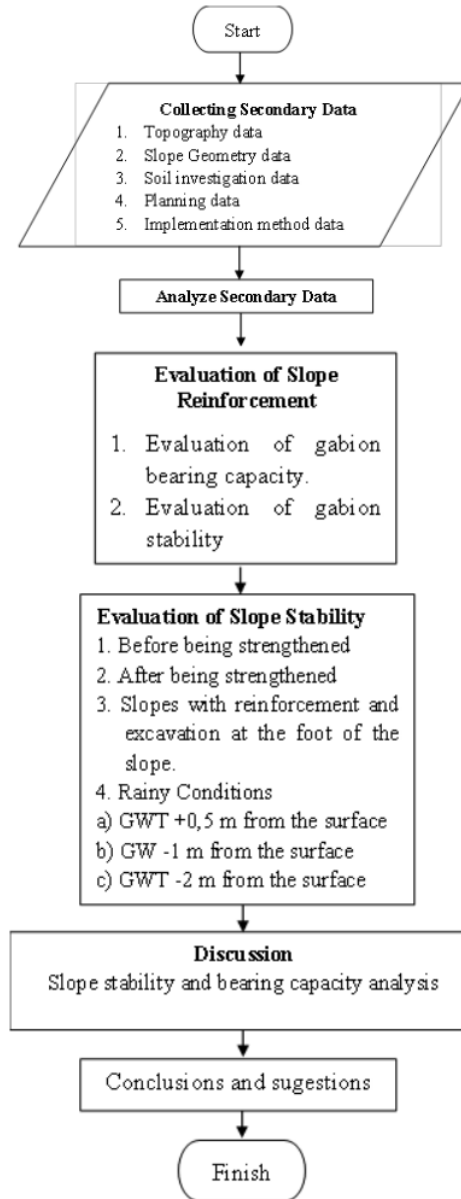 Start
Collecting Secondary Data
1. Topography data
2. Slope Geometry data
3. Soil investigation data
4. Planning data
5. Implementation method data
Analyze Secondary Data
Evaluation of Slope
Reinforcement
1. Evaluation of gabion
bearing capacity.
2. Evaluation of gabion
stability
Evaluation of Slope Stability
1. Before being strengthened
2. After being strengthened
3. Slopes with reinforcement and
excavation at the foot of the
slope.
4. Rainy Conditions
a) GWT +0,5 m from the surface
b) GW -1 m from the surface
c) GWT -2 m from the surface
Discussion
Slope stability and bearing capacity analysis
Conclusions and sugestions
Finish